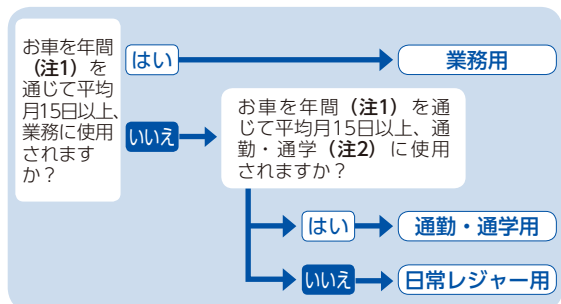 お車を年間
(注1)を
通じて平均
月15日以上、
業務に使用
されます
か?
はい
業務用
いいえ
お車を年間(注1)を通
じて平均月15日以上、通
勤・通学(注2)に使用
されますか?
はい
通勤・通学用
いいえ
日常レジャー用